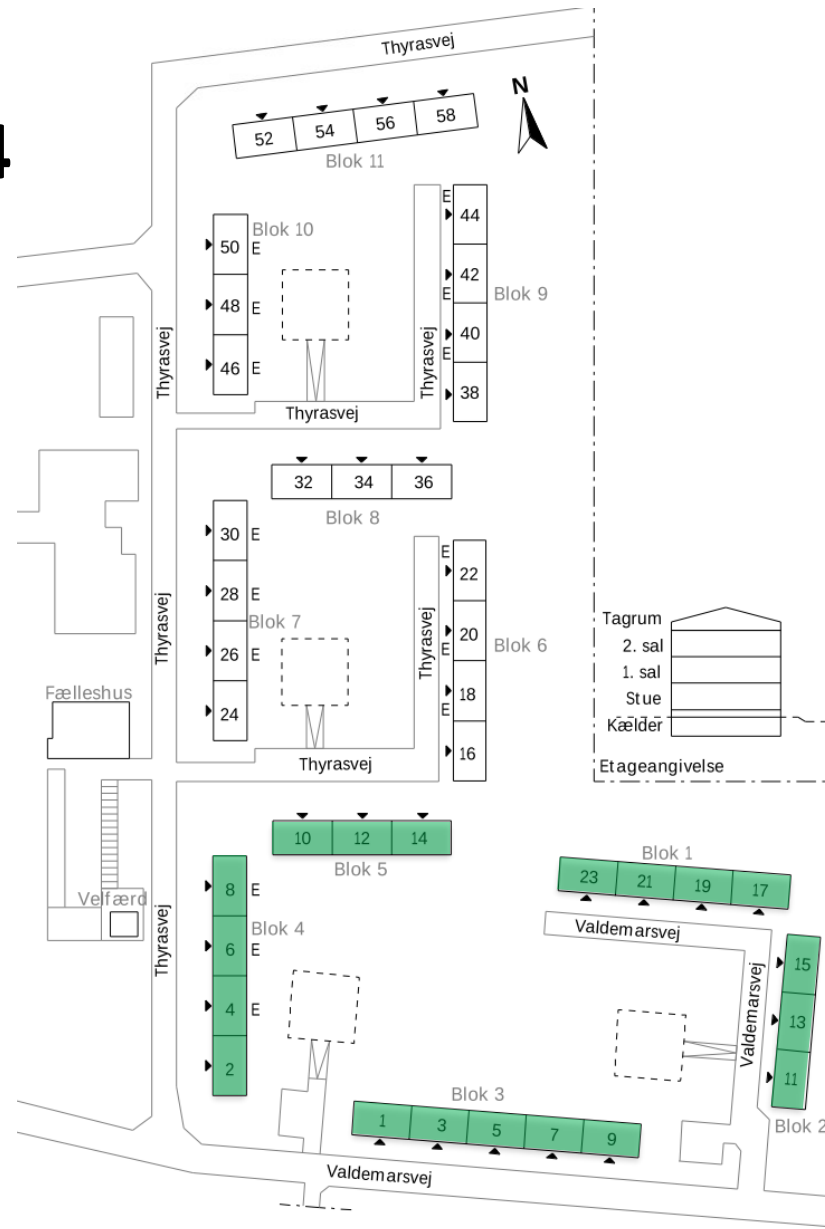 Thyrasvej
N
4
52 54 56 58
Blok 11
50 E
48 E
46 E
Blok 10
E
44
42
E
40
E
38
Blok 9
Thyrasvej
Thyrasvej
Thyrasvej
32 34 36
Blok 8
30 E
28 E
26 E
24
Blok 7
E
22
20
E
18
E
16
Blok 6
Thyrasvej
Thyrasvej
Thyrasvej
Tagrum
2. sal
1. sal
Stue
Kælder
Etageangivelse
Fælleshus
Velfærd
10 12 14
Blok 5
8 E
6 E
4 E
2
Blok 4
Thyrasvej
Blok 1
23 21 19 17
Valdemarsvej
Valdemarsvej
15
13
11
Blok 2
Blok 3
1 3 5 7 9
Valdemarsvej